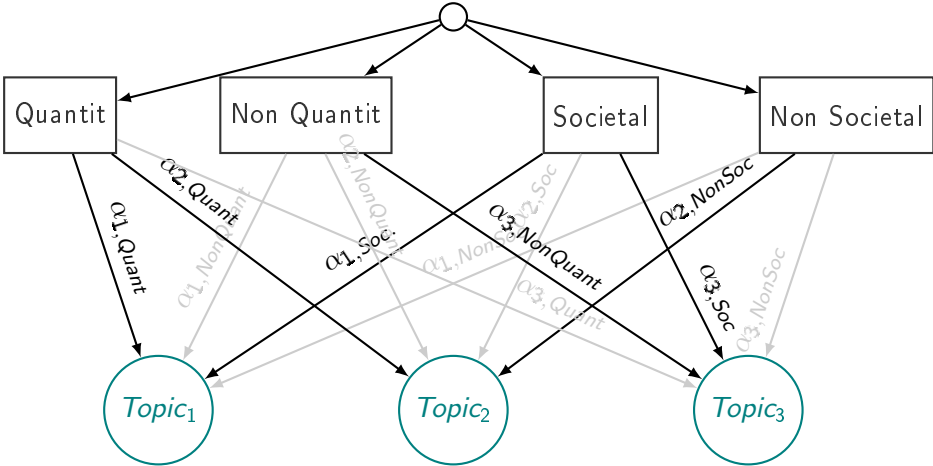 Quantit
Non Quantit
Societal
Non Societal
α1,Quant
α2,Quant
α3,Quant
α1,NonQuant
α2,NonQuant
α3,NonQuant
α1,Soc.
α2,Soc
α3,Soc
α1,NonSoc
α2,NonSoc
α3,NonSoc
Topic₁
Topic₂
Topic₃